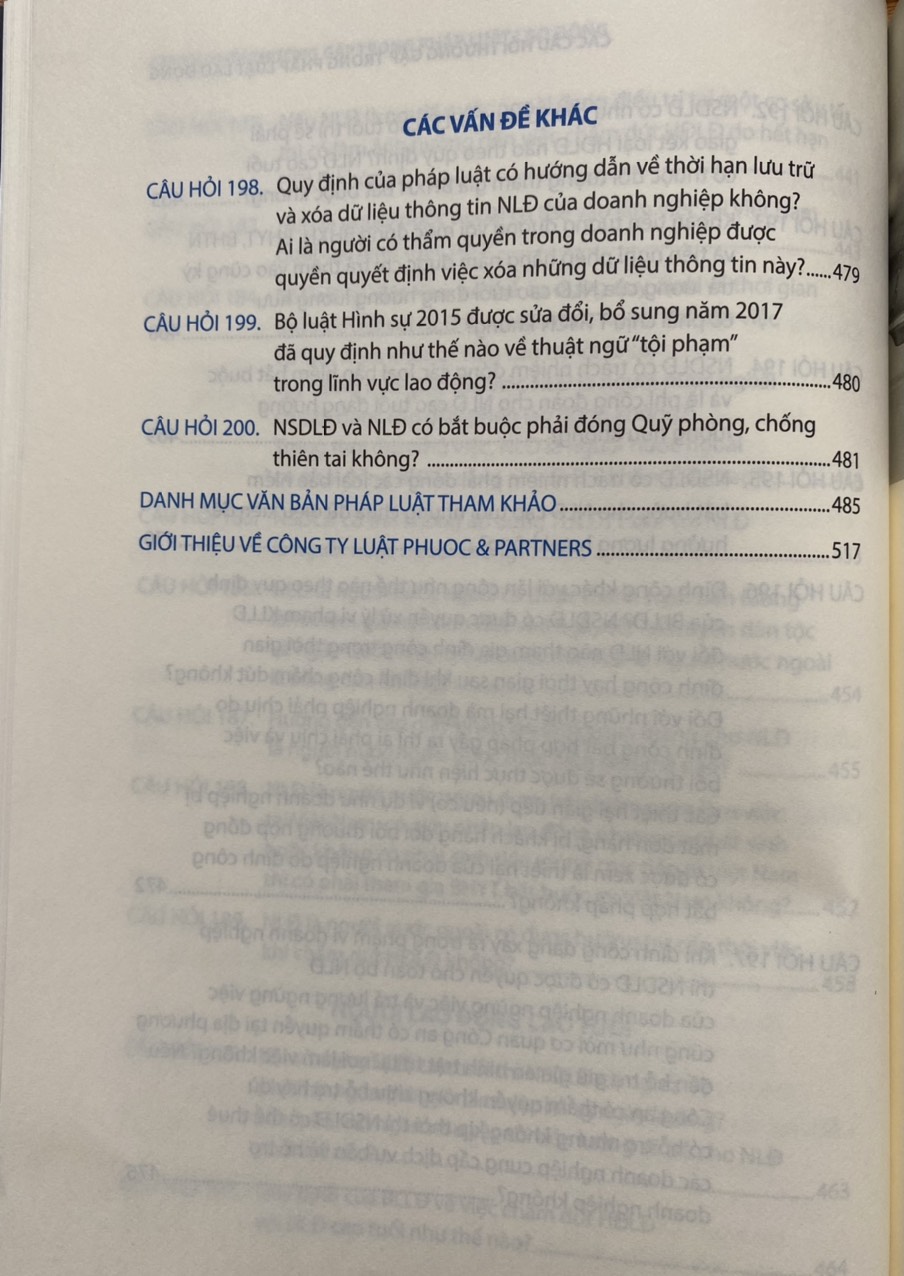 CÁC VẤN ĐỀ KHÁC
CÂU HỎI 198. Quy định của pháp luật có hướng dẫn về thời hạn lưu trữ
và xóa dữ liệu thông tin NLĐ của doanh nghiệp không?
Ai là người có thẩm quyền trong doanh nghiệp được
quyền quyết định việc xóa những dữ liệu thông tin này?......479
CÂU HỎI 199. Bộ luật Hình sự 2015 được sửa đổi, bổ sung năm 2017
đã quy định như thế nào về thuật ngữ “tội phạm”
trong lĩnh vực lao động? ......480
CÂU HỎI 200. NSDLĐ và NLĐ có bắt buộc phải đóng Quỹ phòng, chống
thiên tai không? ......481
DANH MỤC VĂN BẢN PHÁP LUẬT THAM KHẢO ......485
GIỚI THIỆU VỀ CÔNG TY LUẬT PHUOC & PARTNERS ......517